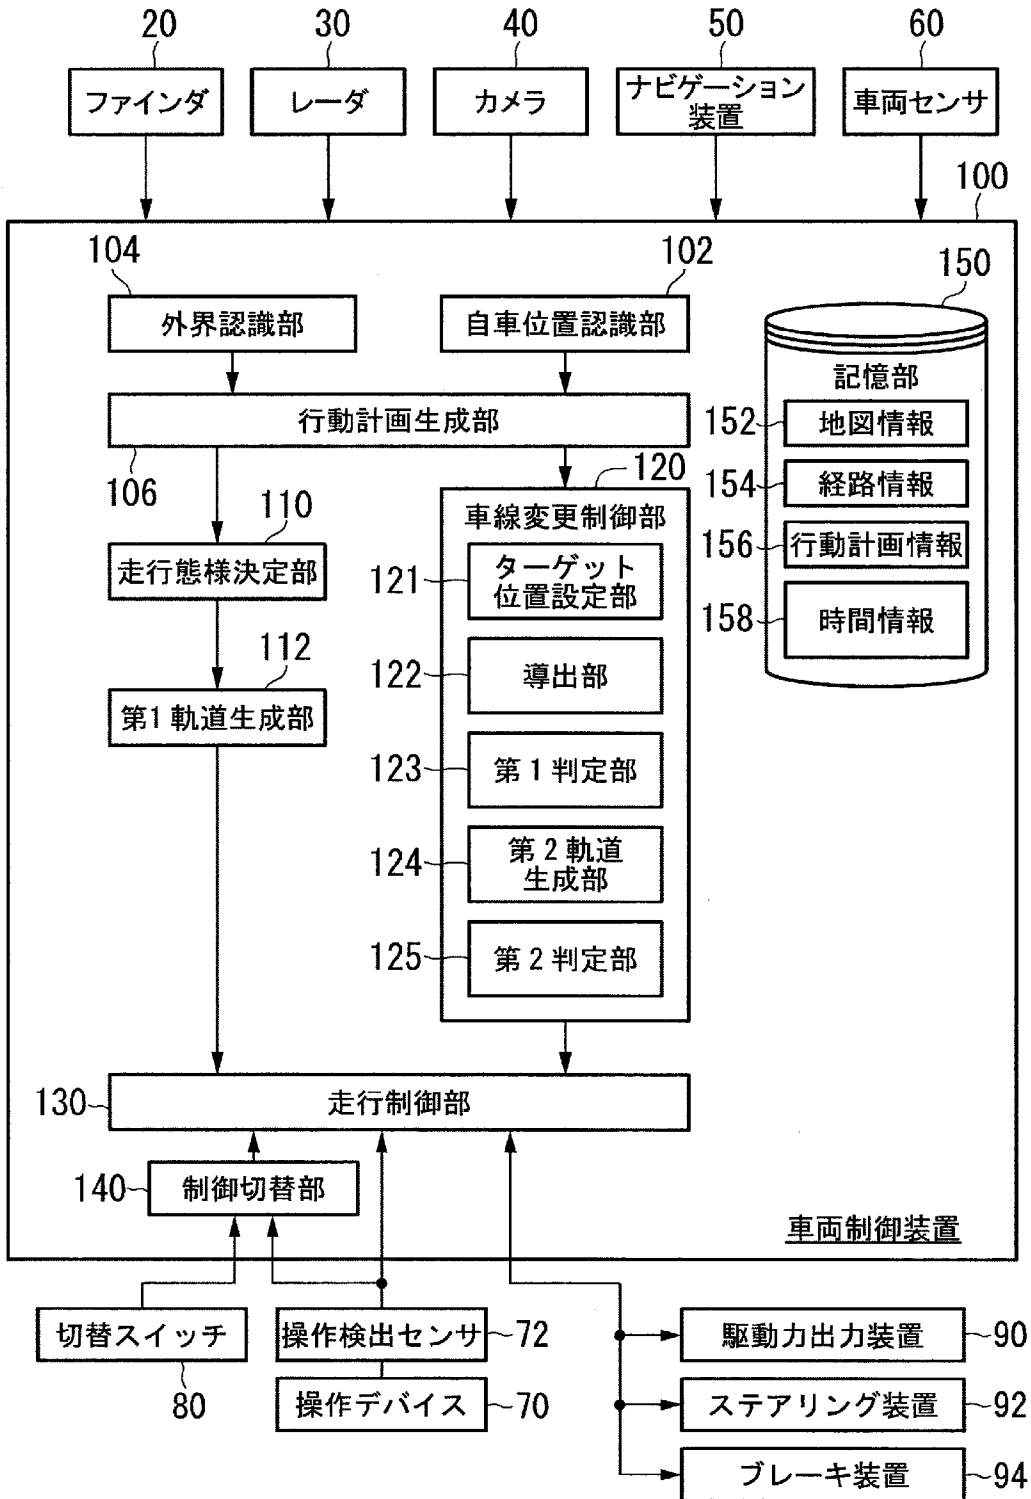 20
30
40
50
60
ファインダ
レーダ
カメラ
ナビゲーション
装置
車両センサ
100
104
102
150
外界認識部
自車位置認識部
記憶部
行動計画生成部
152
地図情報
106
120
154
経路情報
110
車線変更制御部
156
行動計画情報
走行態様決定部
121
ターゲット
位置設定部
158
時間情報
112
122
導出部
第1軌道生成部
123
第1判定部
124
第2軌道
生成部
125
第2判定部
130
走行制御部
140
制御切替部
車両制御装置
切替スイッチ
操作検出センサ
72
駆動力出力装置
90
80
操作デバイス
70
ステアリング装置
92
ブレーキ装置
94